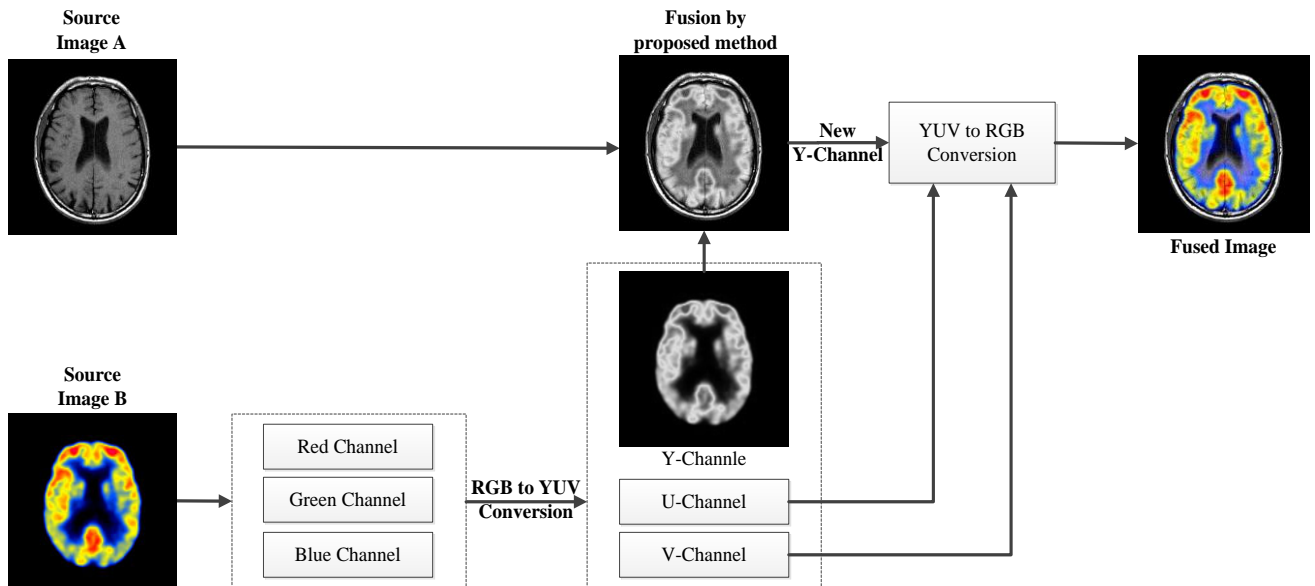 Source
Image A
Fusion by
proposed method
New
Y-Channel
YUV to RGB
Conversion
Fused Image
Source
Image B
Red Channel
Green Channel
Blue Channel
RGB to YUV
Conversion
Y-Channle
U-Channel
V-Channel